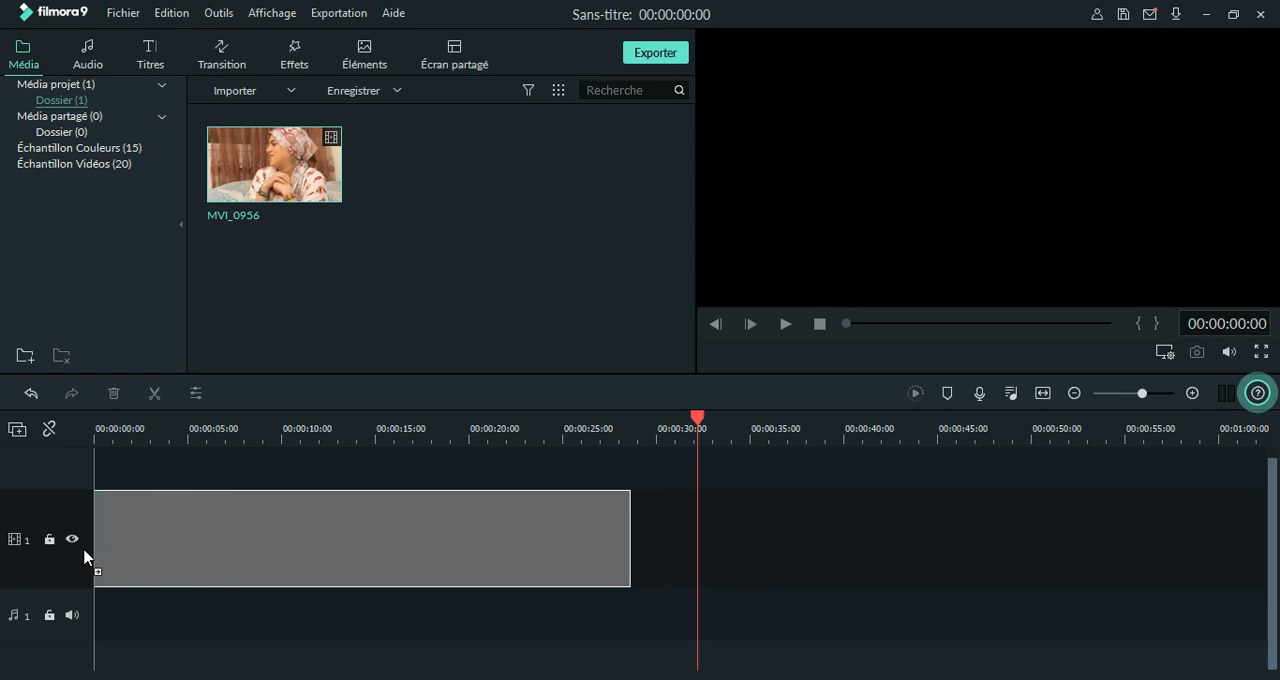 filmora9 Fichier Edition Outils Affichage Exportation Aide Sans-titre: 00:00:00:00
Média Audio Titres Transition Effets Éléments Écran partagé Exporter
Média projet (1)
Dossier (1)
Média partagé (0)
Dossier (0)
Échantillon Couleurs (15)
Échantillon Vidéos (20)
Importer Enregistrer Recherche
MVI_0956
{ } 00:00:00:00
00:00:00:00 00:00:05:00 00:00:10:00 00:00:15:00 00:00:20:00 00:00:25:00 00:00:30:00 00:00:35:00 00:00:40:00 00:00:45:00 00:00:50:00 00:00:55:00 00:01:00:00
1
1